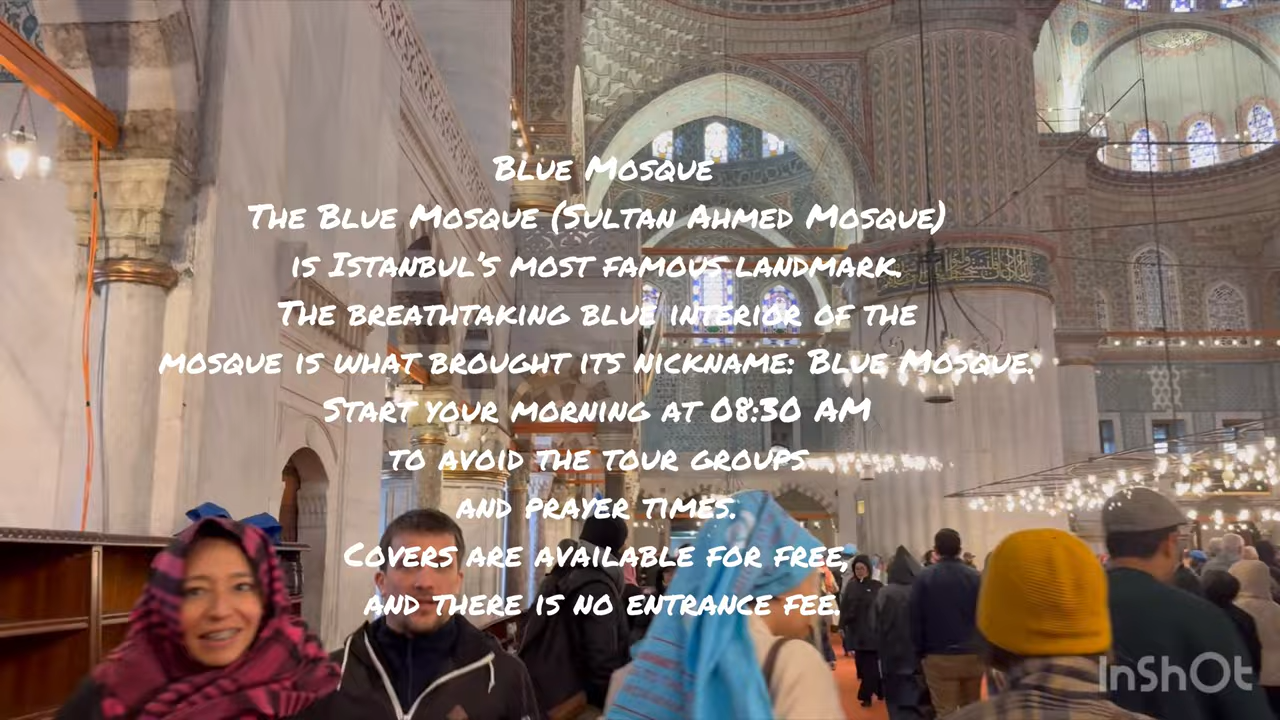 Blue Mosque
The Blue Mosque (Sultan Ahmed Mosque)
is Istanbul's most famous landmark.
The breathtaking blue interior of the
mosque is what brought its nickname: Blue Mosque.
Start your morning at 08:30 AM
to avoid the tour groups
and prayer times.
Covers are available for free,
and there is no entrance fee.
InShOt